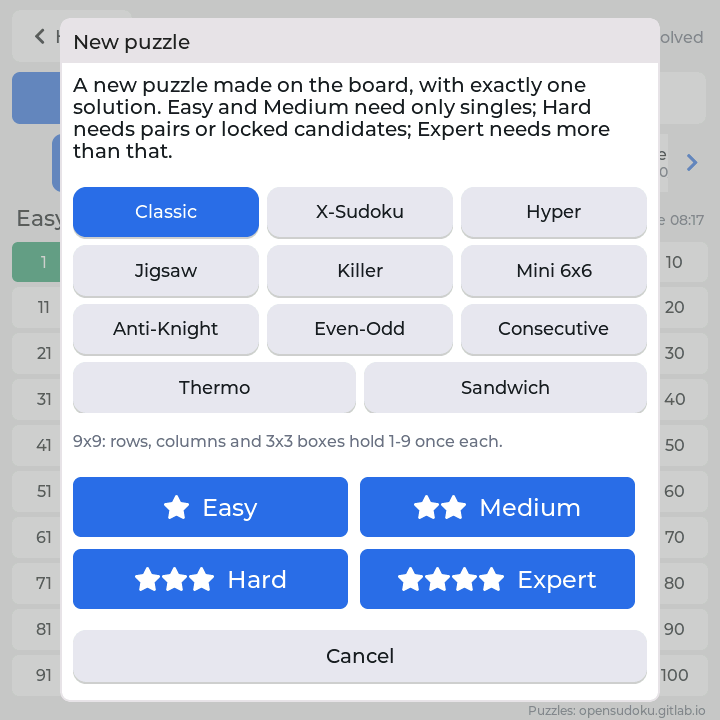 New puzzle
olved
A new puzzle made on the board, with exactly one
solution. Easy and Medium need only singles; Hard
needs pairs or locked candidates; Expert needs more
than that.
Classic
X-Sudoku
Hyper
Jigsaw
Killer
Mini 6x6
Anti-Knight
Even-Odd
Consecutive
Thermo
Sandwich
9x9: rows, columns and 3x3 boxes hold 1-9 once each.
Easy
Medium
Hard
Expert
Cancel
Easy
e 08:17
1
10
11
20
21
30
31
40
41
50
51
60
61
70
71
80
81
90
91
100
Puzzles: opensudoku.gitlab.io